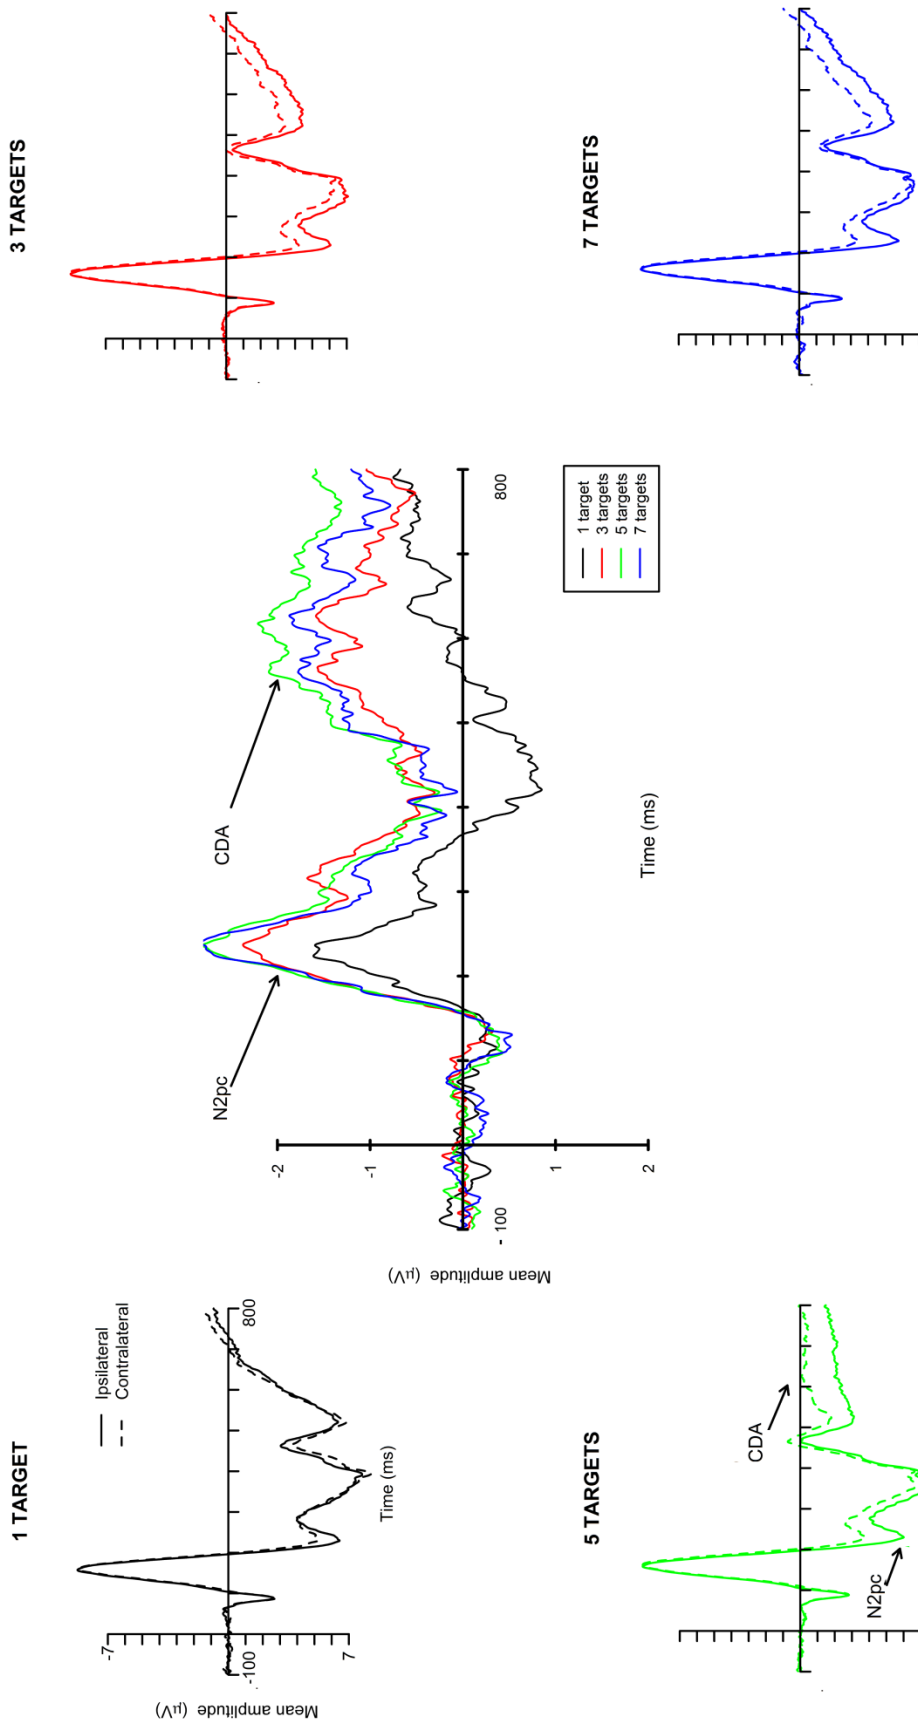 1 TARGET
Ipsilateral
Contralateral
-7
7
-100
800
Mean amplitude (µV)
Time (ms)
3 TARGETS
N2pc
CDA
-2
-1
1
2
- 100
800
Mean amplitude (µV)
Time (ms)
1 target
3 targets
5 targets
7 targets
5 TARGETS
N2pc
CDA
7 TARGETS